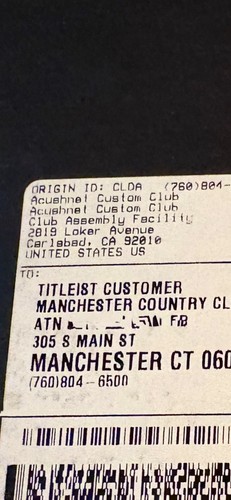 ORIGIN ID: CLDA (760)804-
Acushnet Custom Club
Acushnet Custom Club
Club Assembly Facility
2819 Loker Avenue
Carlsbad, CA 92010
UNITED STATES US
TO:
TITLEIST CUSTOMER
MANCHESTER COUNTRY CL
ATN
305 S MAIN ST
MANCHESTER CT 060
(760)804-6500